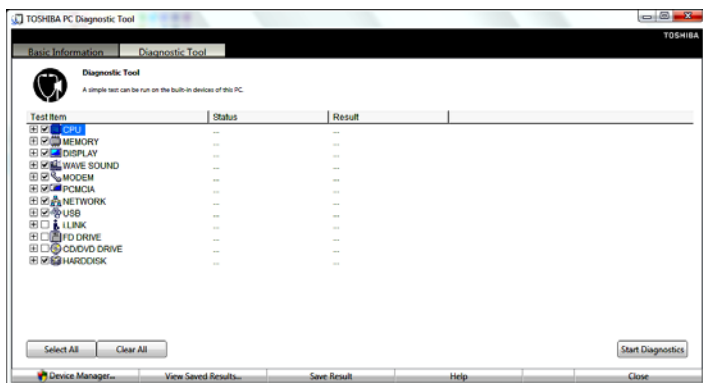 TOSHIBA PC Diagnostic Tool
TOSHIBA
Basic Information Diagnostic Tool
Diagnostic Tool
A simple test can be run on the built-in devices of this PC.
Test Item Status Result
CPU ... ...
MEMORY ... ...
DISPLAY ... ...
WAVE SOUND ... ...
MODEM ... ...
PCMCIA ... ...
NETWORK ... ...
USB ... ...
i.LINK ... ...
FD DRIVE ... ...
CD/DVD DRIVE ... ...
HARDDISK ... ...
Select All Clear All Start Diagnostics
Device Manager... View Saved Results... Save Result Help Close